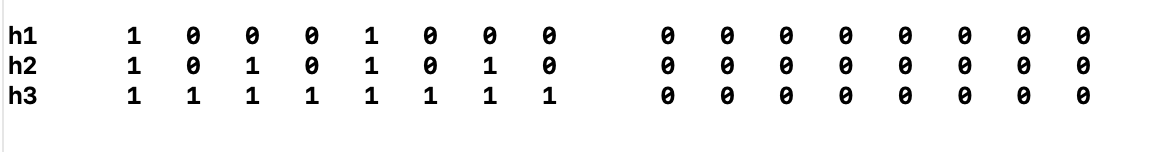 h1 1 0 0 0 1 0 0 0 0 0 0 0 0 0 0 0
h2 1 0 1 0 1 0 1 0 0 0 0 0 0 0 0 0
h3 1 1 1 1 1 1 1 1 0 0 0 0 0 0 0 0